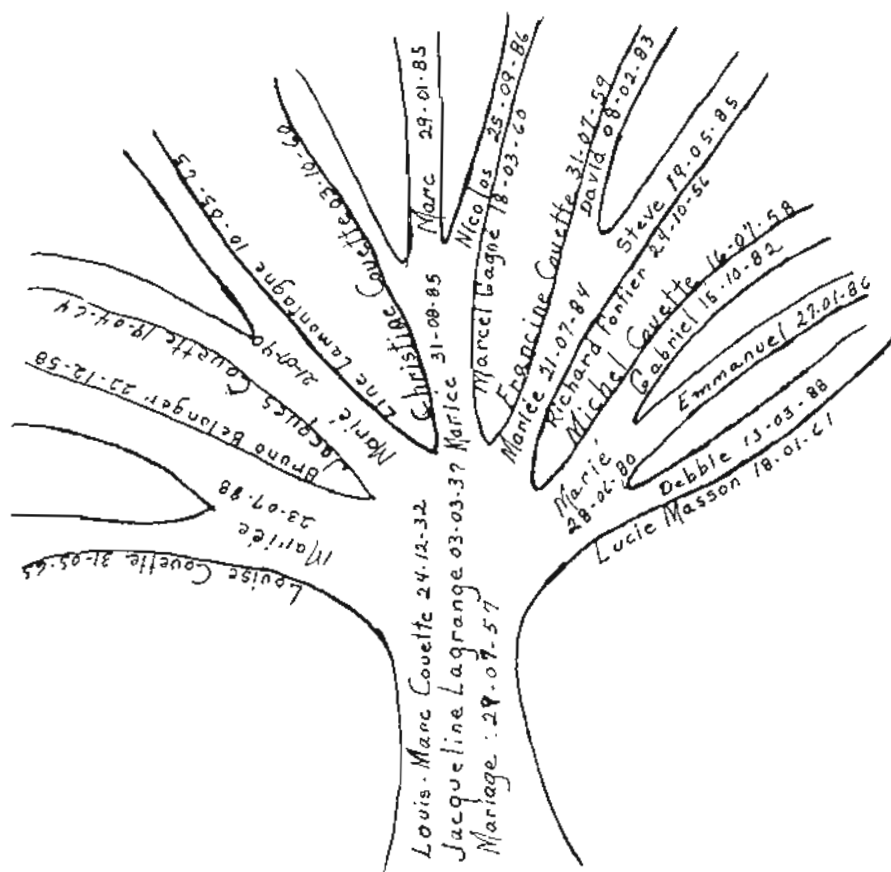 Louis-Marc Couette 24.12-32
Jacqueline Lagrange 03-03-37
Mariage : 29-07-57
Louise Couette 31-05-65
Mariée
23-07-88
Bruno Belanger 22-12-58
Jacques Couette 19-04-64
Marié 21-07-90
Line Lamontagne 10-05-65
Christine Couette 03-10-60
Mariée 31-08-85
Marc 29-01-85
Nicolas 25-09-86
Marcel Gagné 18-03-60
Francine Couette 31-07-59
Mariée 21-07-84
David 08-02-83
Steve 19-05-85
Richard Fortier 24-10-56
Michel Couette 16-07-58
Marié
28-06-80
Gabriel 15-10-82
Emmanuel 27-01-86
Debbie 13-03-88
Lucie Masson 18-01-61